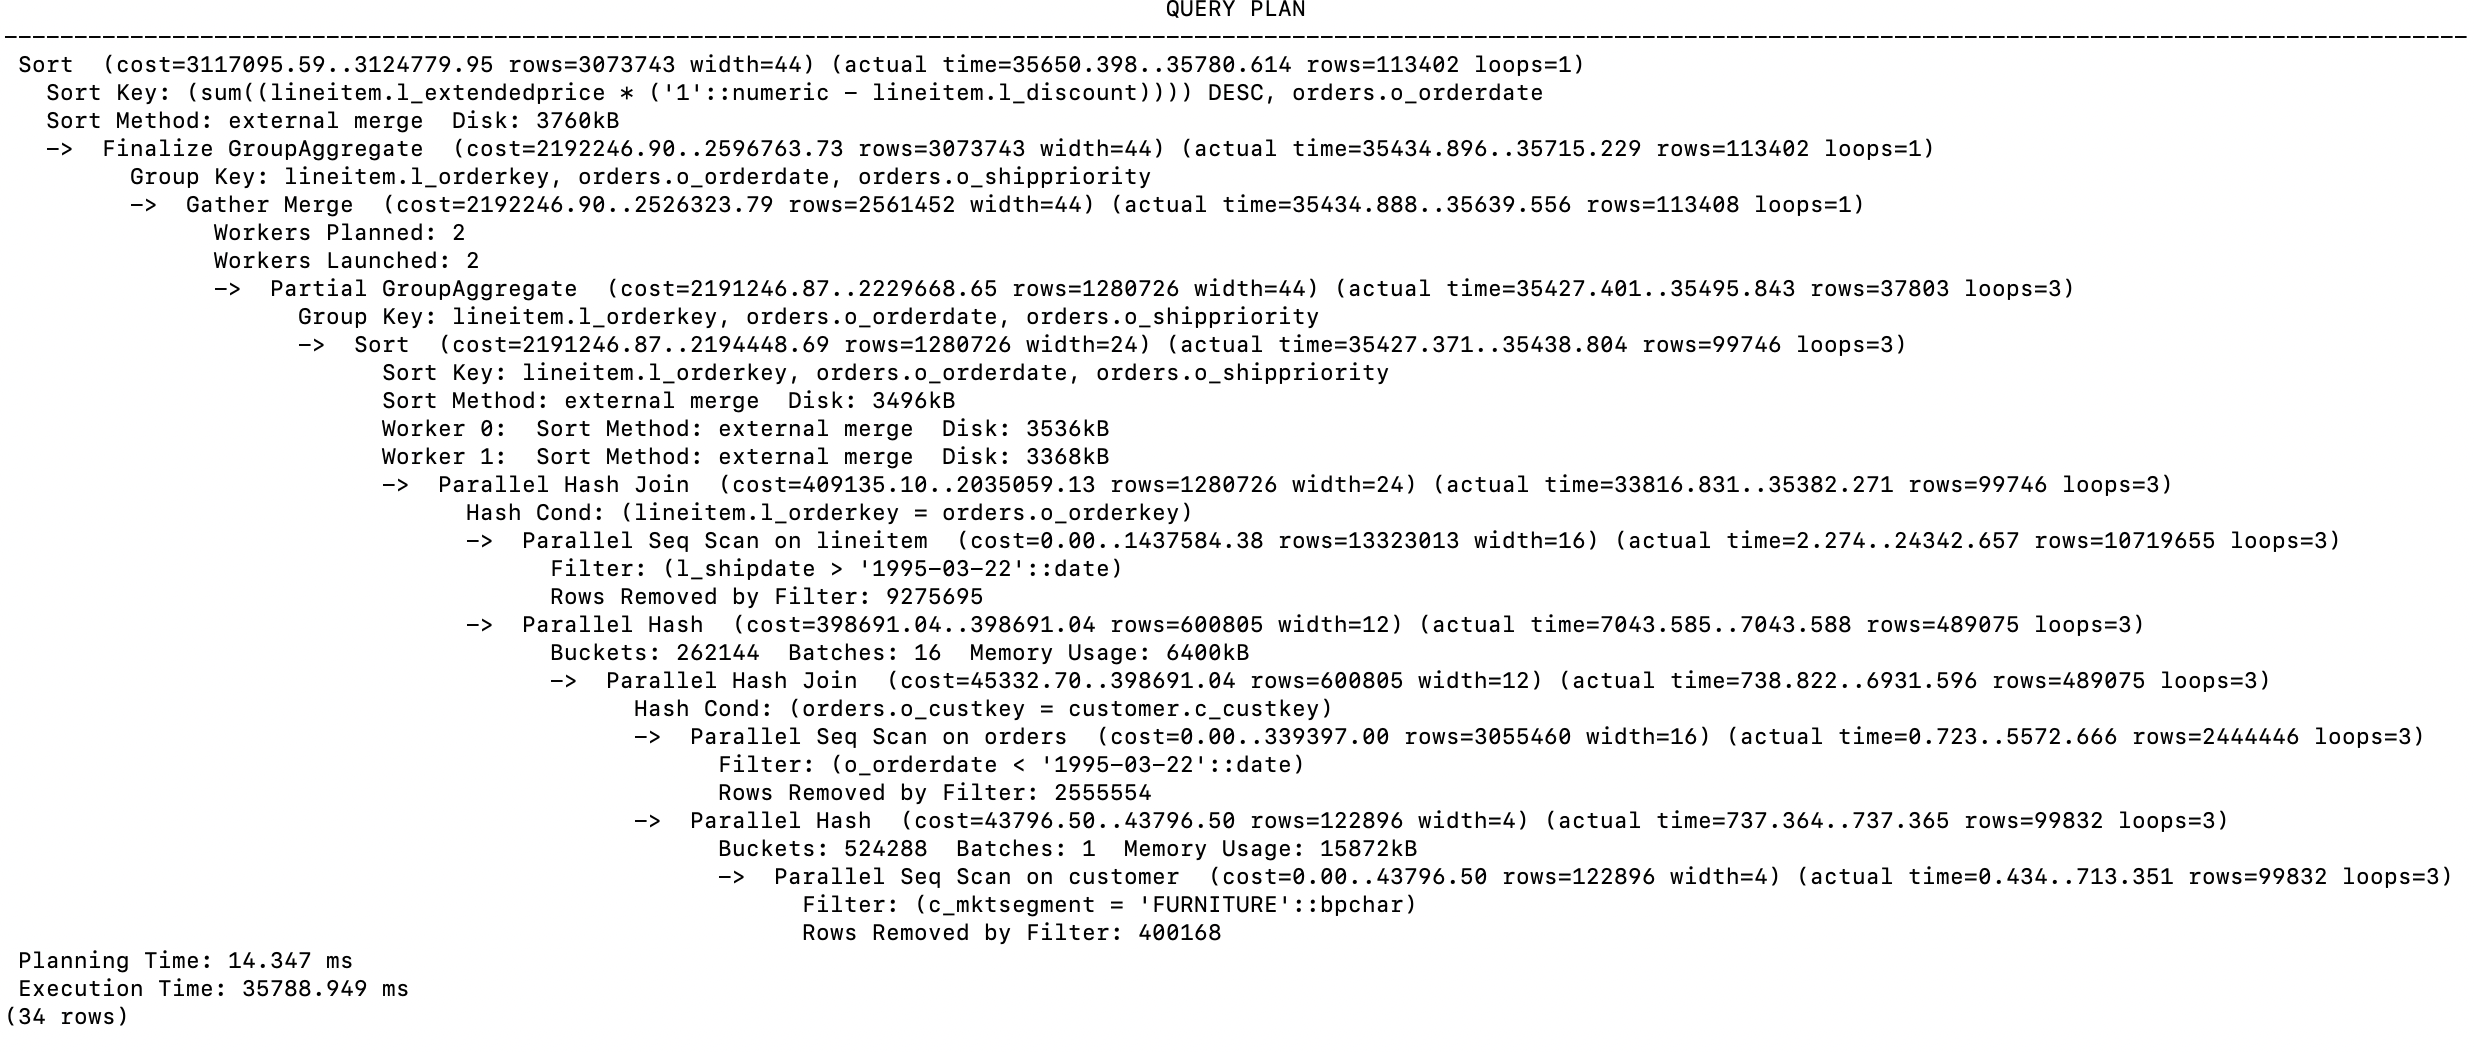 QUERY PLAN
------------------------------------------------------------------------------------------------------------------------------------------------------------------------------------
 Sort  (cost=3117095.59..3124779.95 rows=3073743 width=44) (actual time=35650.398..35780.614 rows=113402 loops=1)
   Sort Key: (sum((lineitem.l_extendedprice * ('1'::numeric - lineitem.l_discount)))) DESC, orders.o_orderdate
   Sort Method: external merge  Disk: 3760kB
   ->  Finalize GroupAggregate  (cost=2192246.90..2596763.73 rows=3073743 width=44) (actual time=35434.896..35715.229 rows=113402 loops=1)
         Group Key: lineitem.l_orderkey, orders.o_orderdate, orders.o_shippriority
         ->  Gather Merge  (cost=2192246.90..2526323.79 rows=2561452 width=44) (actual time=35434.888..35639.556 rows=113408 loops=1)
               Workers Planned: 2
               Workers Launched: 2
               ->  Partial GroupAggregate  (cost=2191246.87..2229668.65 rows=1280726 width=44) (actual time=35427.401..35495.843 rows=37803 loops=3)
                     Group Key: lineitem.l_orderkey, orders.o_orderdate, orders.o_shippriority
                     ->  Sort  (cost=2191246.87..2194448.69 rows=1280726 width=24) (actual time=35427.371..35438.804 rows=99746 loops=3)
                           Sort Key: lineitem.l_orderkey, orders.o_orderdate, orders.o_shippriority
                           Sort Method: external merge  Disk: 3496kB
                           Worker 0:  Sort Method: external merge  Disk: 3536kB
                           Worker 1:  Sort Method: external merge  Disk: 3368kB
                           ->  Parallel Hash Join  (cost=409135.10..2035059.13 rows=1280726 width=24) (actual time=33816.831..35382.271 rows=99746 loops=3)
                                 Hash Cond: (lineitem.l_orderkey = orders.o_orderkey)
                                 ->  Parallel Seq Scan on lineitem  (cost=0.00..1437584.38 rows=13323013 width=16) (actual time=2.274..24342.657 rows=10719655 loops=3)
                                       Filter: (l_shipdate > '1995-03-22'::date)
                                       Rows Removed by Filter: 9275695
                                 ->  Parallel Hash  (cost=398691.04..398691.04 rows=600805 width=12) (actual time=7043.585..7043.588 rows=489075 loops=3)
                                       Buckets: 262144  Batches: 16  Memory Usage: 6400kB
                                       ->  Parallel Hash Join  (cost=45332.70..398691.04 rows=600805 width=12) (actual time=738.822..6931.596 rows=489075 loops=3)
                                             Hash Cond: (orders.o_custkey = customer.c_custkey)
                                             ->  Parallel Seq Scan on orders  (cost=0.00..339397.00 rows=3055460 width=16) (actual time=0.723..5572.666 rows=2444446 loops=3)
                                                   Filter: (o_orderdate < '1995-03-22'::date)
                                                   Rows Removed by Filter: 2555554
                                             ->  Parallel Hash  (cost=43796.50..43796.50 rows=122896 width=4) (actual time=737.364..737.365 rows=99832 loops=3)
                                                   Buckets: 524288  Batches: 1  Memory Usage: 15872kB
                                                   ->  Parallel Seq Scan on customer  (cost=0.00..43796.50 rows=122896 width=4) (actual time=0.434..713.351 rows=99832 loops=3)
                                                         Filter: (c_mktsegment = 'FURNITURE'::bpchar)
                                                         Rows Removed by Filter: 400168
 Planning Time: 14.347 ms
 Execution Time: 35788.949 ms
(34 rows)